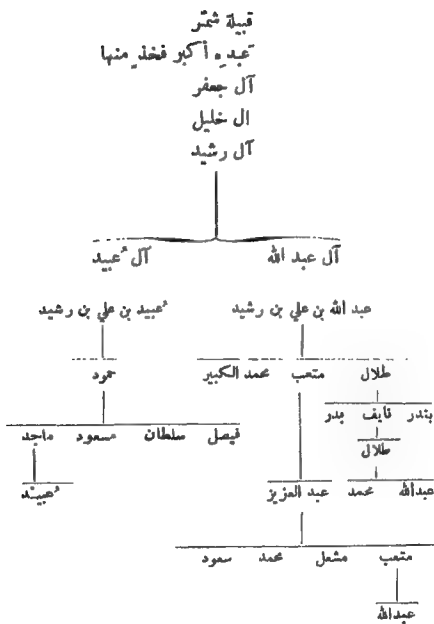 قبيلة شمّر
عبده أكبر فخذ منها
آل جعفر
ال خليل
آل رشيد
آل عبد الله آل عُبيد
عبد الله بن علي بن رشيد عُبيد بن علي بن رشيد
طلال متعب محمد الكبير حمود
بندر نايف بدر فيصل سلطان مسعود ماجد
طلال
عبدالله محمد عبد العزيز عُبيد
متعب مشعل محمد سعود
عبدالله